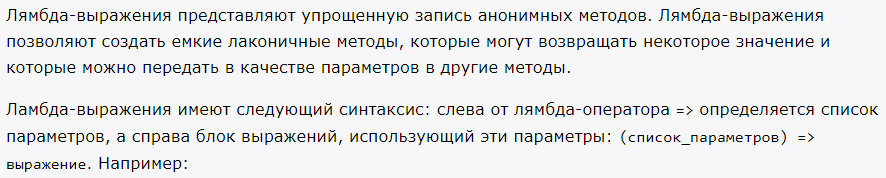 Лямбда-выражения представляют упрощенную запись анонимных методов. Лямбда-выражения
позволяют создать емкие лаконичные методы, которые могут возвращать некоторое значение и
которые можно передать в качестве параметров в другие методы.
Ламбда-выражения имеют следующий синтаксис: слева от лямбда-оператора => определяется список
параметров, а справа блок выражений, использующий эти параметры: (список_параметров) =>
выражение. Например: